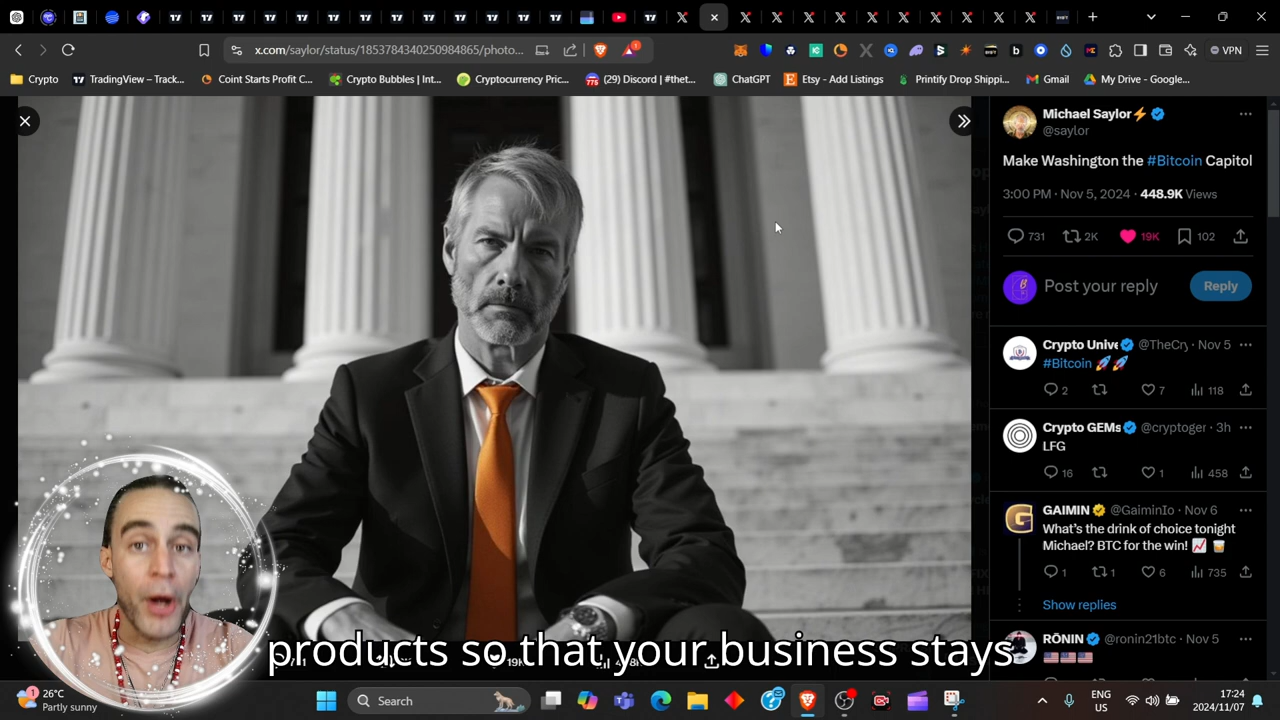 x.com/saylor/status/1853784340250984865/photo...
VPN
Crypto
TradingView – Track...
Coint Starts Profit C...
Crypto Bubbles | Int...
Cryptocurrency Pric...
(29) Discord | #thet...
ChatGPT
Etsy - Add Listings
Printify Drop Shippi...
Gmail
My Drive - Google...
Michael Saylor⚡
@saylor
Make Washington the #Bitcoin Capitol
3:00 PM · Nov 5, 2024 · 448.9K Views
731 2K 19K 102
Post your reply
Reply
Crypto Unive @TheCry · Nov 5
#Bitcoin 🚀🚀
2 7 118
Crypto GEMs @cryptoger · 3h
LFG
16 1 458
GAIMIN @GaiminIo · Nov 6
What's the drink of choice tonight
Michael? BTC for the win! 📈 🥃
1 1 6 735
Show replies
RŌNIN @ronin21btc · Nov 5
🇺🇸🇺🇸🇺🇸
products so that your business stays
1
26°C
Partly sunny
Search
ENG
US
17:24
2024/11/07